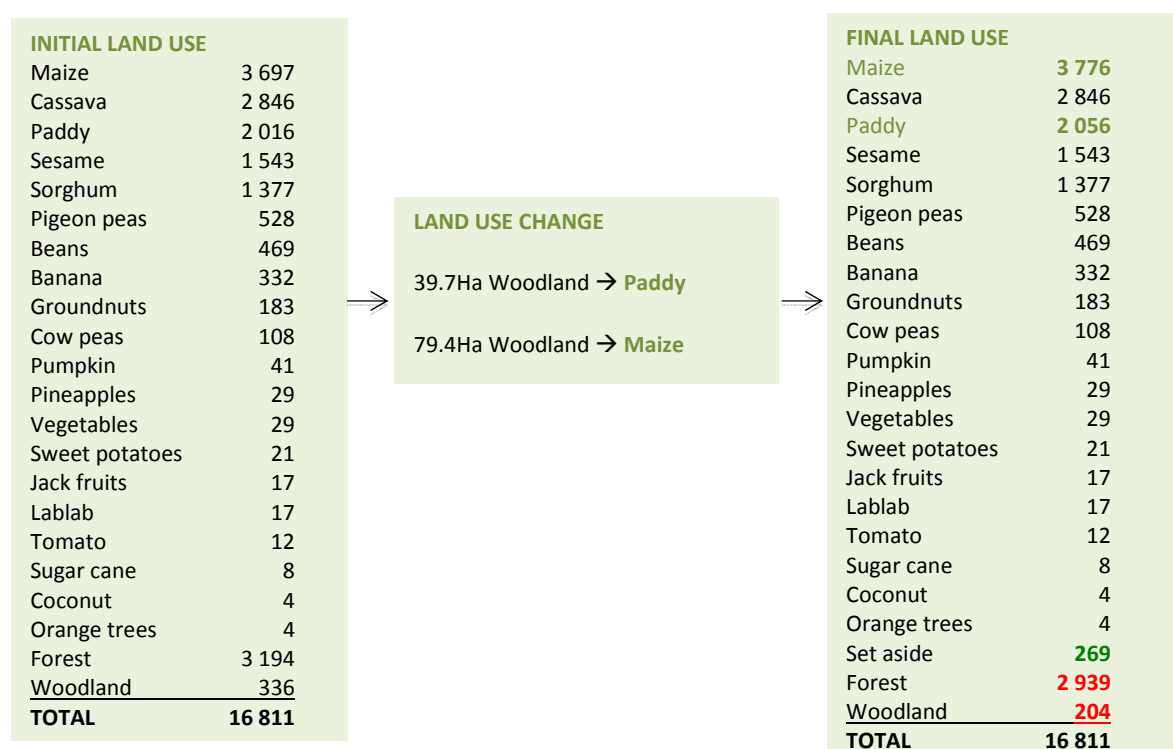 INITIAL LAND USE
Maize 3 697
Cassava 2 846
Paddy 2 016
Sesame 1 543
Sorghum 1 377
Pigeon peas 528
Beans 469
Banana 332
Groundnuts 183
Cow peas 108
Pumpkin 41
Pineapples 29
Vegetables 29
Sweet potatoes 21
Jack fruits 17
Lablab 17
Tomato 12
Sugar cane 8
Coconut 4
Orange trees 4
Forest 3 194
Woodland 336
TOTAL 16 811
LAND USE CHANGE
39.7Ha Woodland → Paddy
79.4Ha Woodland → Maize
FINAL LAND USE
Maize 3 776
Cassava 2 846
Paddy 2 056
Sesame 1 543
Sorghum 1 377
Pigeon peas 528
Beans 469
Banana 332
Groundnuts 183
Cow peas 108
Pumpkin 41
Pineapples 29
Vegetables 29
Sweet potatoes 21
Jack fruits 17
Lablab 17
Tomato 12
Sugar cane 8
Coconut 4
Orange trees 4
Set aside 269
Forest 2 939
Woodland 204
TOTAL 16 811